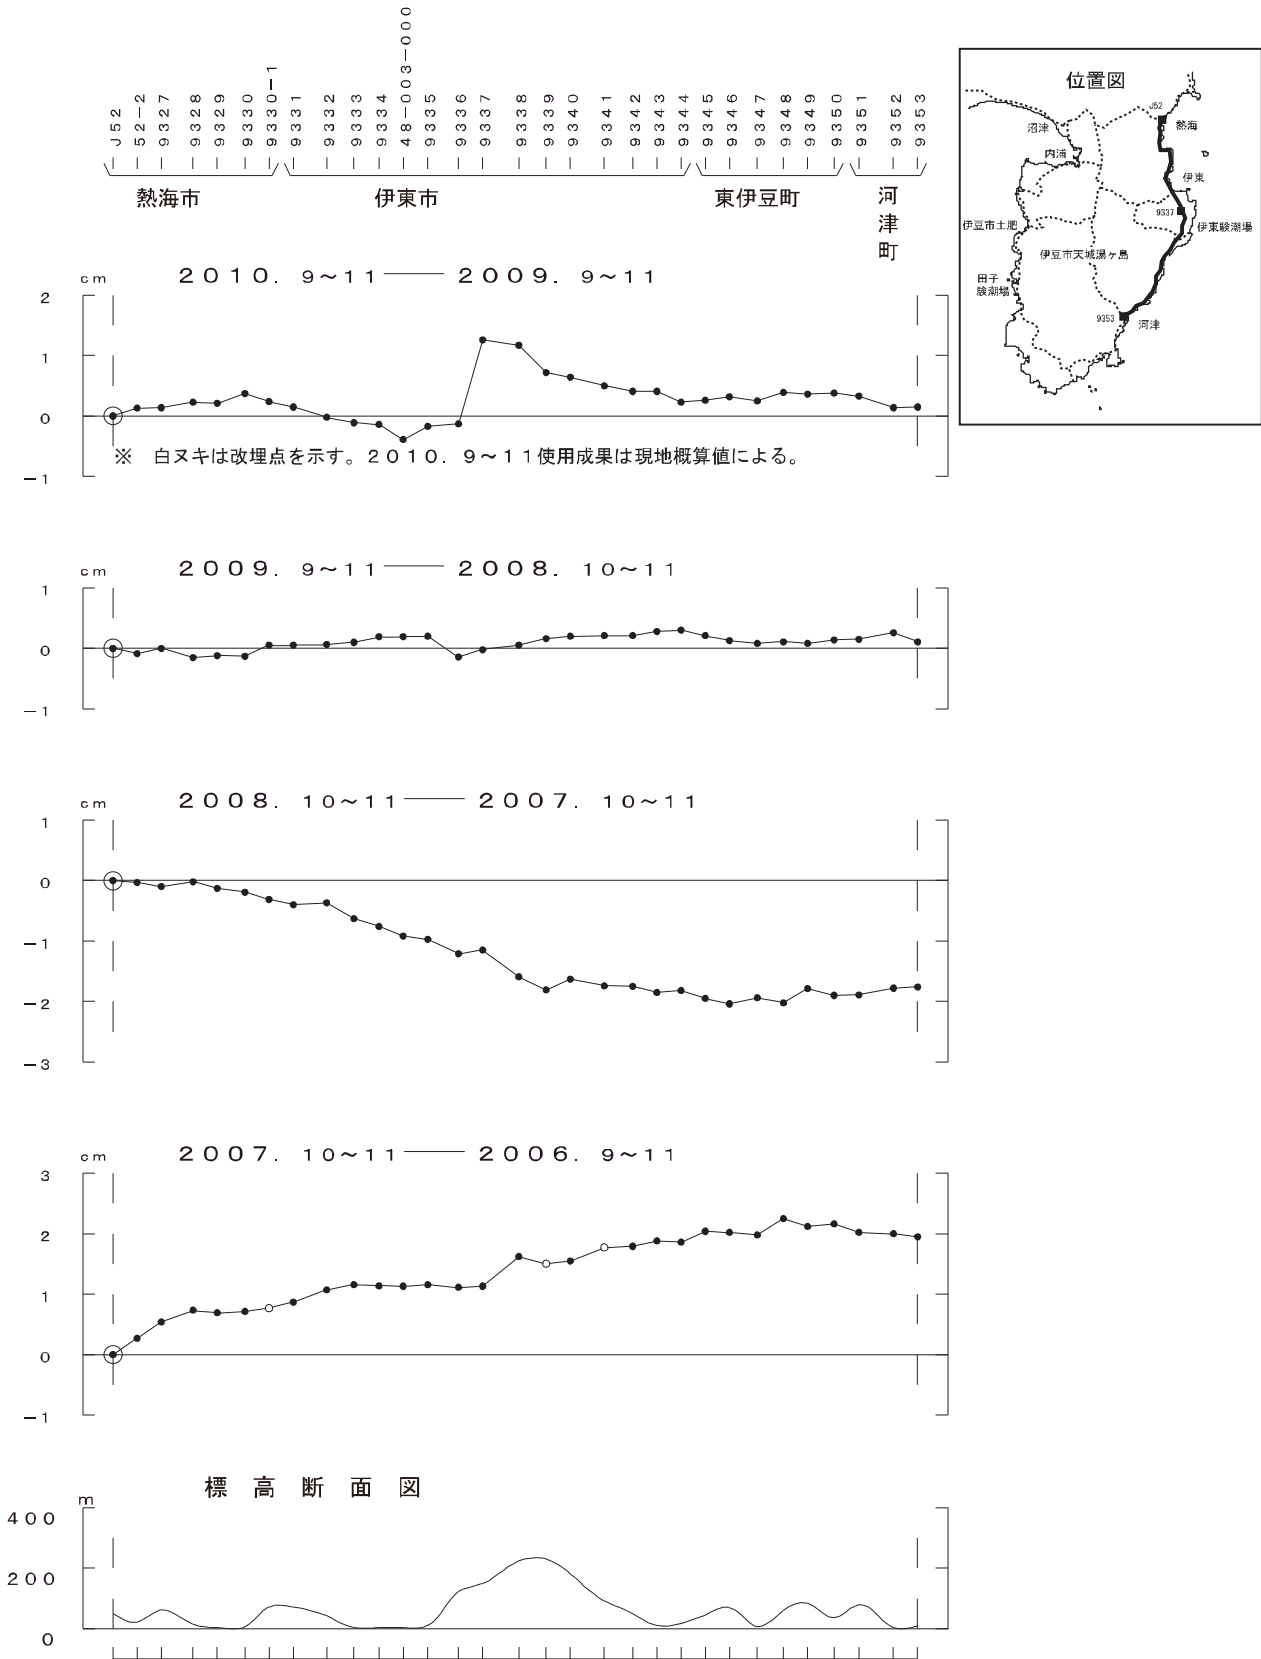 J52
52-2
9327
9328
9329
9330
9330-1
9331
9332
9333
9334
48-003-000
9335
9336
9337
9338
9339
9340
9341
9342
9343
9344
9345
9346
9347
9348
9349
9350
9351
9352
9353
熱海市
伊東市
東伊豆町
河津町
位置図
J52
熱海
沼津
内浦
伊東
9337
伊東験潮場
伊豆市土肥
伊豆市天城湯ヶ島
田子
験潮場
9353
河津
cm
2010. 9~11 —— 2009. 9~11
2
1
0
-1
※ 白ヌキは改埋点を示す。2010. 9~11使用成果は現地概算値による。
cm
2009. 9~11 —— 2008. 10~11
1
0
-1
cm
2008. 10~11 —— 2007. 10~11
1
0
-1
-2
-3
cm
2007. 10~11 —— 2006. 9~11
3
2
1
0
-1
標高断面図
m
400
200
0